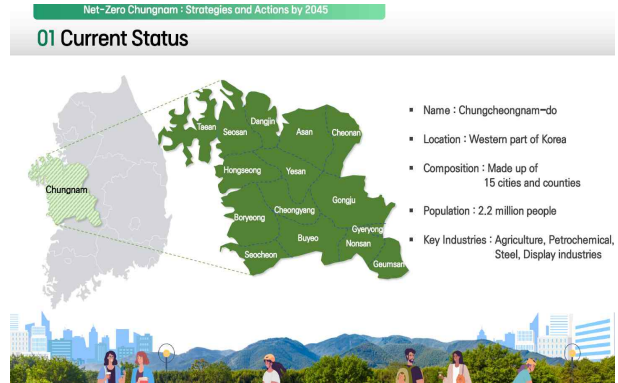 Net-Zero Chungnam : Strategies and Actions by 2045
01 Current Status
Chungnam
Taean
Seosan
Dangjin
Asan
Cheonan
Hongseong
Yesan
Gongju
Cheongyang
Boryeong
Gyeryong
Buyeo
Nonsan
Seocheon
Geumsan
▪ Name : Chungcheongnam-do
▪ Location : Western part of Korea
▪ Composition : Made up of
15 cities and counties
▪ Population : 2.2 million people
▪ Key Industries : Agriculture, Petrochemical,
Steel, Display industries